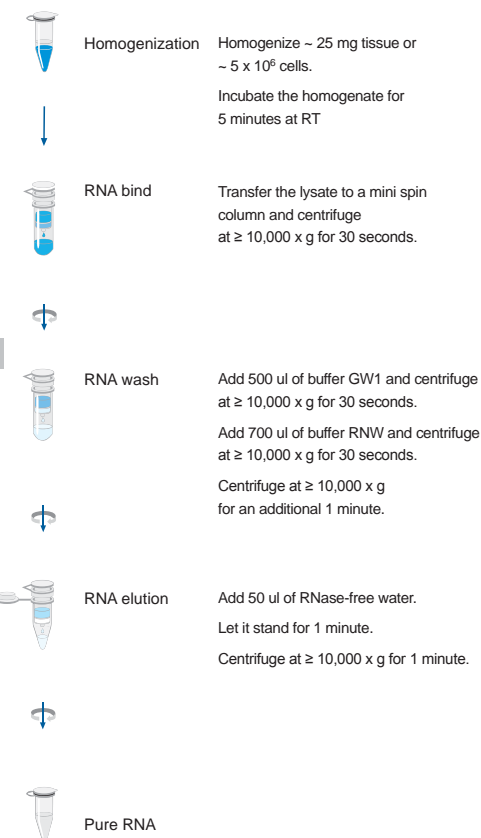 Homogenization
Homogenize ~ 25 mg tissue or
~ 5 x 10⁶ cells.
Incubate the homogenate for
5 minutes at RT
RNA bind
Transfer the lysate to a mini spin
column and centrifuge
at ≥ 10,000 x g for 30 seconds.
RNA wash
Add 500 ul of buffer GW1 and centrifuge
at ≥ 10,000 x g for 30 seconds.
Add 700 ul of buffer RNW and centrifuge
at ≥ 10,000 x g for 30 seconds.
Centrifuge at ≥ 10,000 x g
for an additional 1 minute.
RNA elution
Add 50 ul of RNase-free water.
Let it stand for 1 minute.
Centrifuge at ≥ 10,000 x g for 1 minute.
Pure RNA